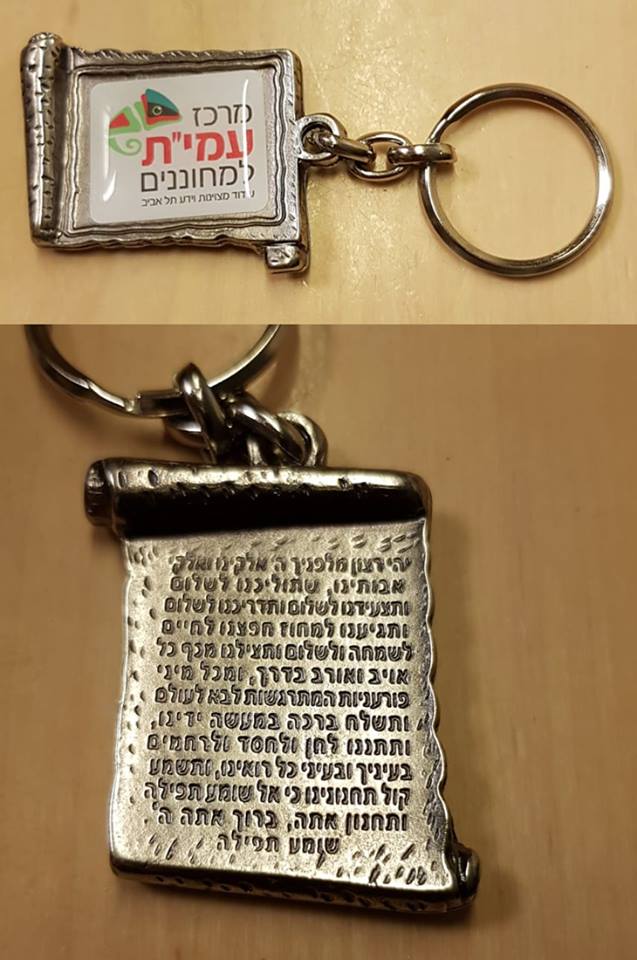 מרכז
עמי"ת
למחוננים
עידוד מצוינות וידע תל אביב
יהי רצון מלפניך ה' אלקינו ואלקי
אבותינו, שתוליכנו לשלום
ותצעידנו לשלום ותדריכנו לשלום
ותגיענו למחוז חפצנו לחיים
לשמחה ולשלום ותצילנו מכף כל
אויב ואורב בדרך, ומכל מיני
פורעניות המתרגשות לבא לעולם
ותשלח ברכה במעשה ידינו,
ותתננו לחן ולחסד ולרחמים
בעיניך ובעיני כל רואינו, ותשמע
קול תחנונינו כי אל שומע תפילה
ותחנון אתה, ברוך אתה ה'
שומע תפילה